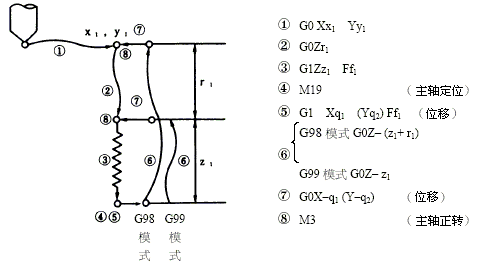 x₁, y₁ ⑦
① ⑧
r₁
② ⑦
⑧
③ ⑥ ⑥ z₁
④⑤ G98 G99
模 模
式 式
① G0 Xx₁ Yy₁
② G0Zr₁
③ G1Zz₁ Ff₁
④ M19 (主轴定位)
⑤ G1 Xq₁ (Yq₂) Ff₁ (位移)
G98 模式 G0Z– (z₁+ r₁)
⑥
G99 模式 G0Z– z₁
⑦ G0X–q₁ (Y–q₂) (位移)
⑧ M3 (主轴正转)